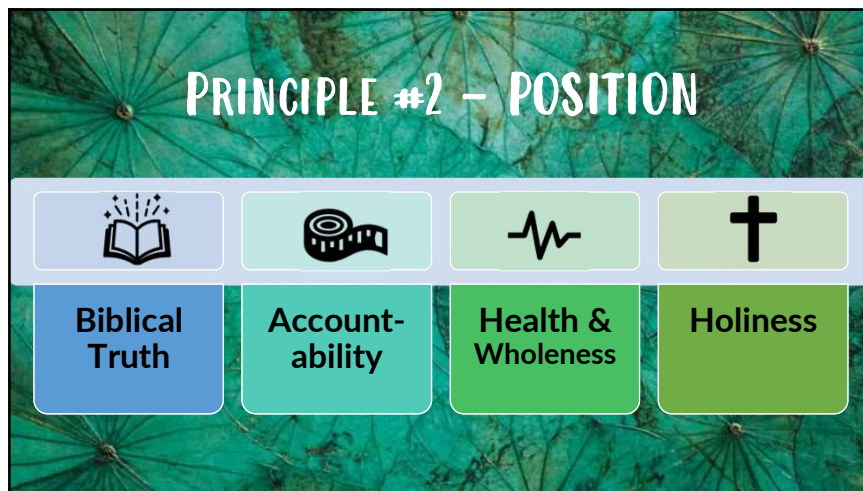 PRINCIPLE #2 – POSITION
Biblical
Truth
Account-
ability
Health &
Wholeness
Holiness